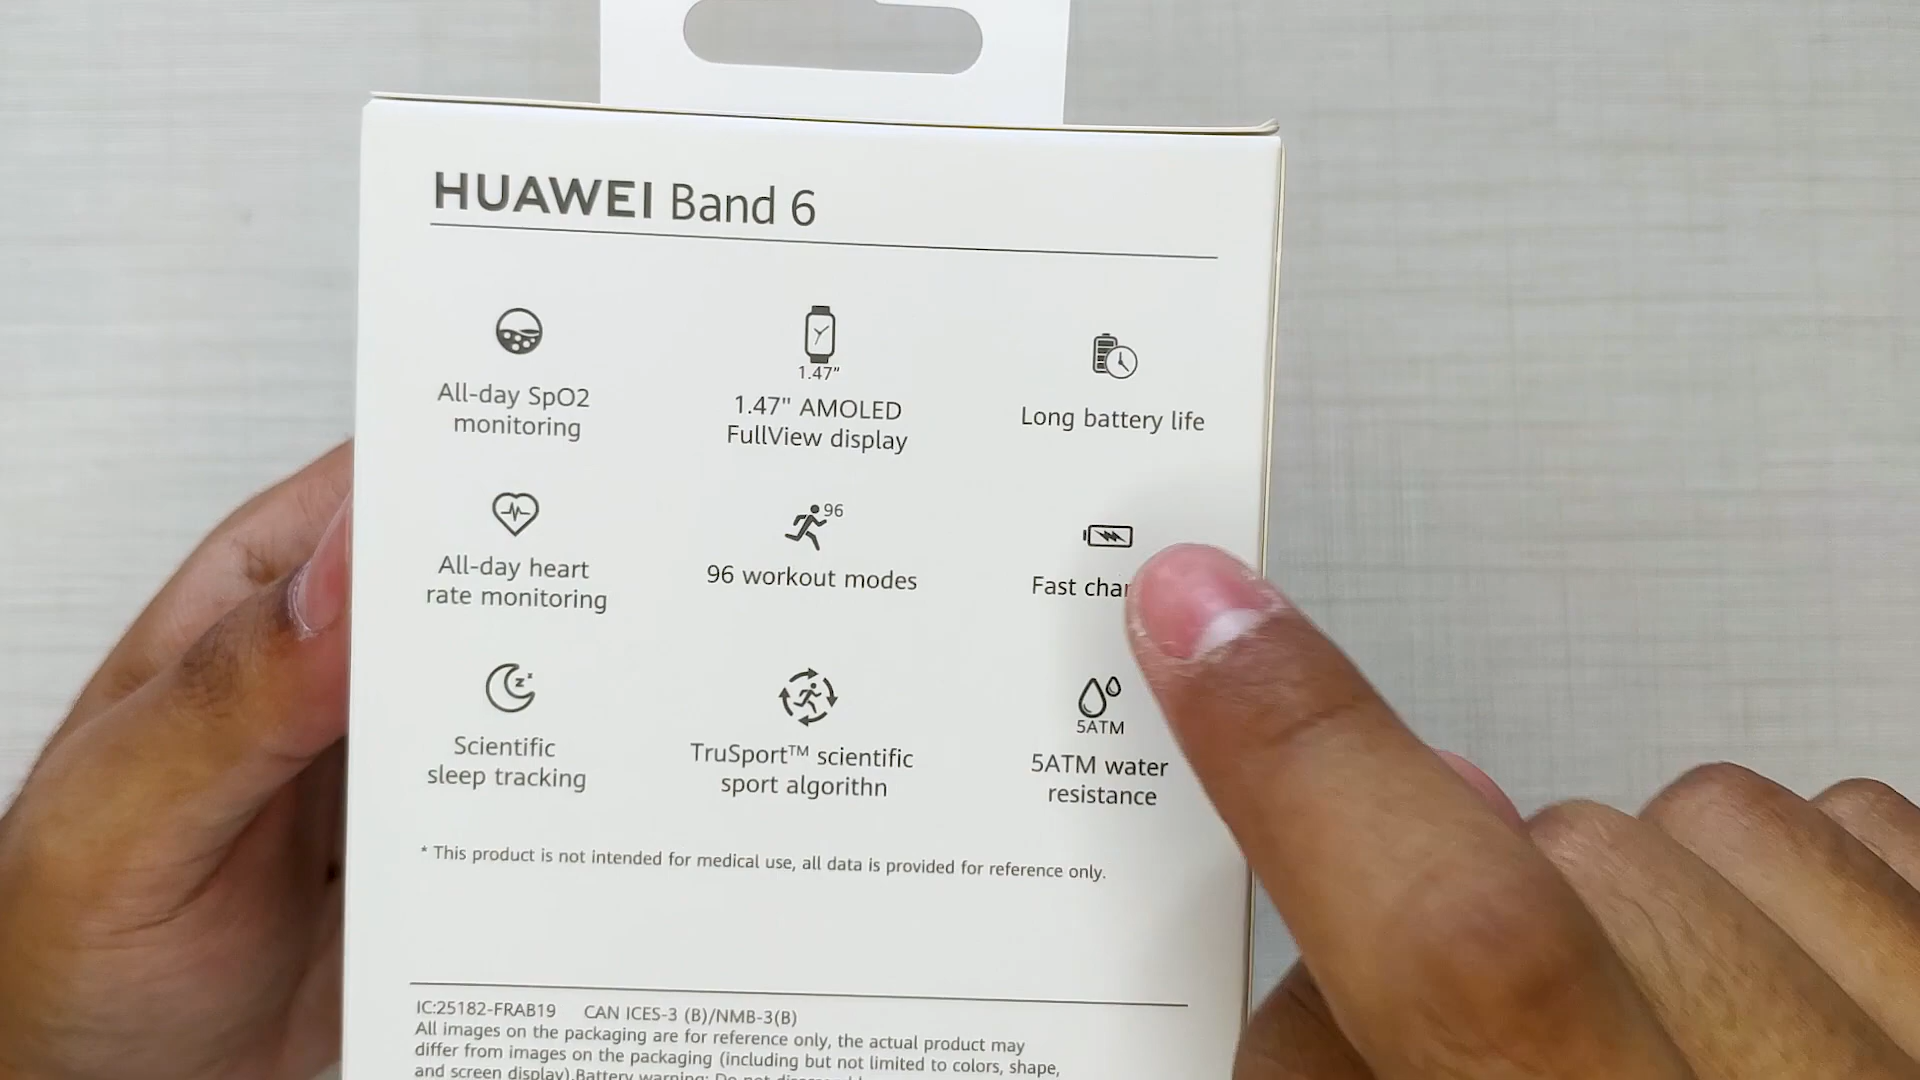 HUAWEI Band 6
1.47"
All-day SpO2
monitoring
1.47" AMOLED
FullView display
Long battery life
96
All-day heart
rate monitoring
96 workout modes
Fast
Scientific
sleep tracking
TruSport™ scientific
sport algorithn
5ATM
5ATM water
resistance
* This product is not intended for medical use, all data is provided for reference only.
IC:25182-FRAB19 CAN ICES-3 (B)/NMB-3(B)
All images on the packaging are for reference only, the actual product may
differ from images on the packaging (including but not limited to colors, shape,
and screen display).Battery warning: Do not